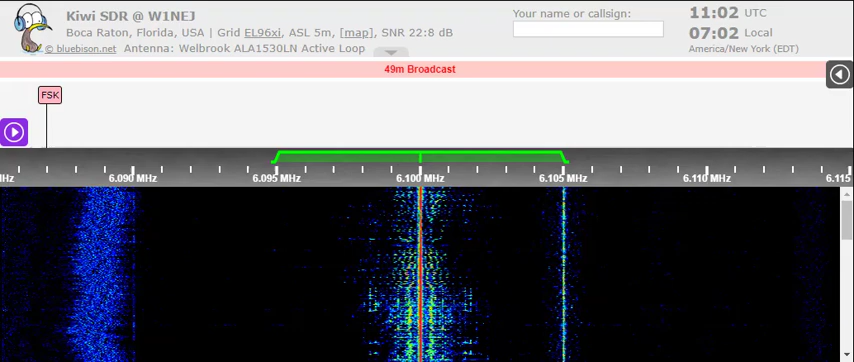 Kiwi SDR @ W1NEJ
Boca Raton, Florida, USA | Grid EL96xi, ASL 5m, [map], SNR 22:8 dB
© bluebison.net Antenna: Welbrook ALA1530LN Active Loop
Your name or callsign:
11:02 UTC
07:02 Local
America/New York (EDT)
49m Broadcast
FSK
Hz 6.090 MHz 6.095 MHz 6.100 MHz 6.105 MHz 6.110 MHz 6.115